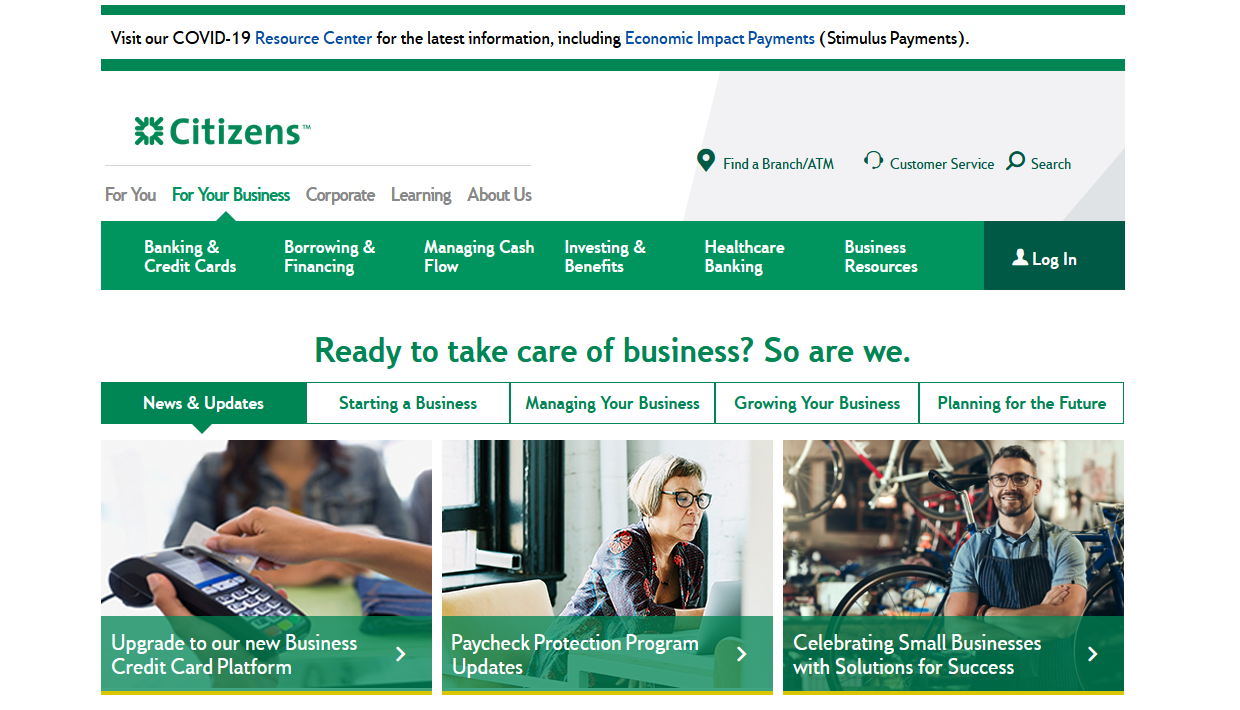 Visit our COVID-19 Resource Center for the latest information, including Economic Impact Payments (Stimulus Payments).
Citizens™
Find a Branch/ATM Customer Service Search
For You For Your Business Corporate Learning About Us
Banking & Credit Cards
Borrowing & Financing
Managing Cash Flow
Investing & Benefits
Healthcare Banking
Business Resources
Log In
Ready to take care of business? So are we.
News & Updates Starting a Business Managing Your Business Growing Your Business Planning for the Future
Upgrade to our new Business
Credit Card Platform
Paycheck Protection Program
Updates
Celebrating Small Businesses
with Solutions for Success